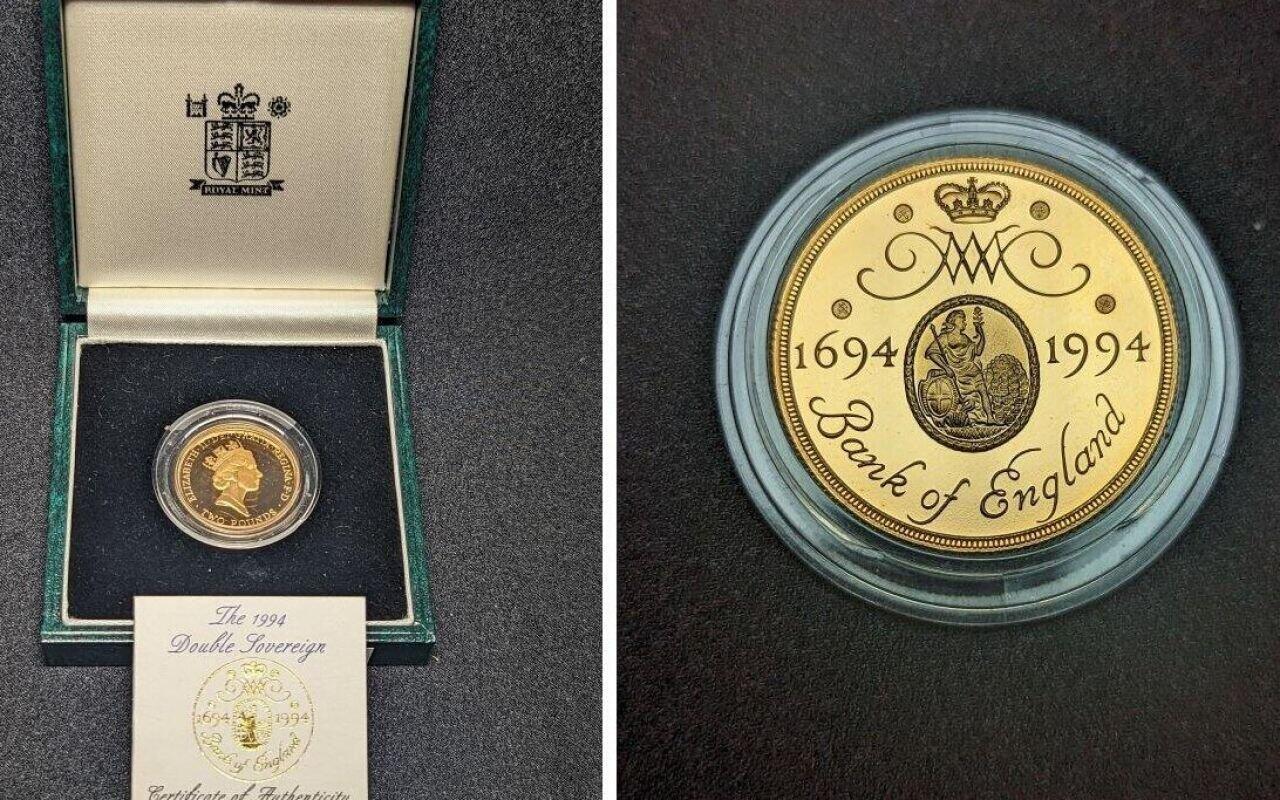 ROYAL MINT
ELIZABETH·II·DEI·GRATIA·REGINA·F·D·
TWO POUNDS
The 1994
Double Sovereign
1694 1994
Bank of England
Certificate of Authenticity
1694 1994
Bank of England